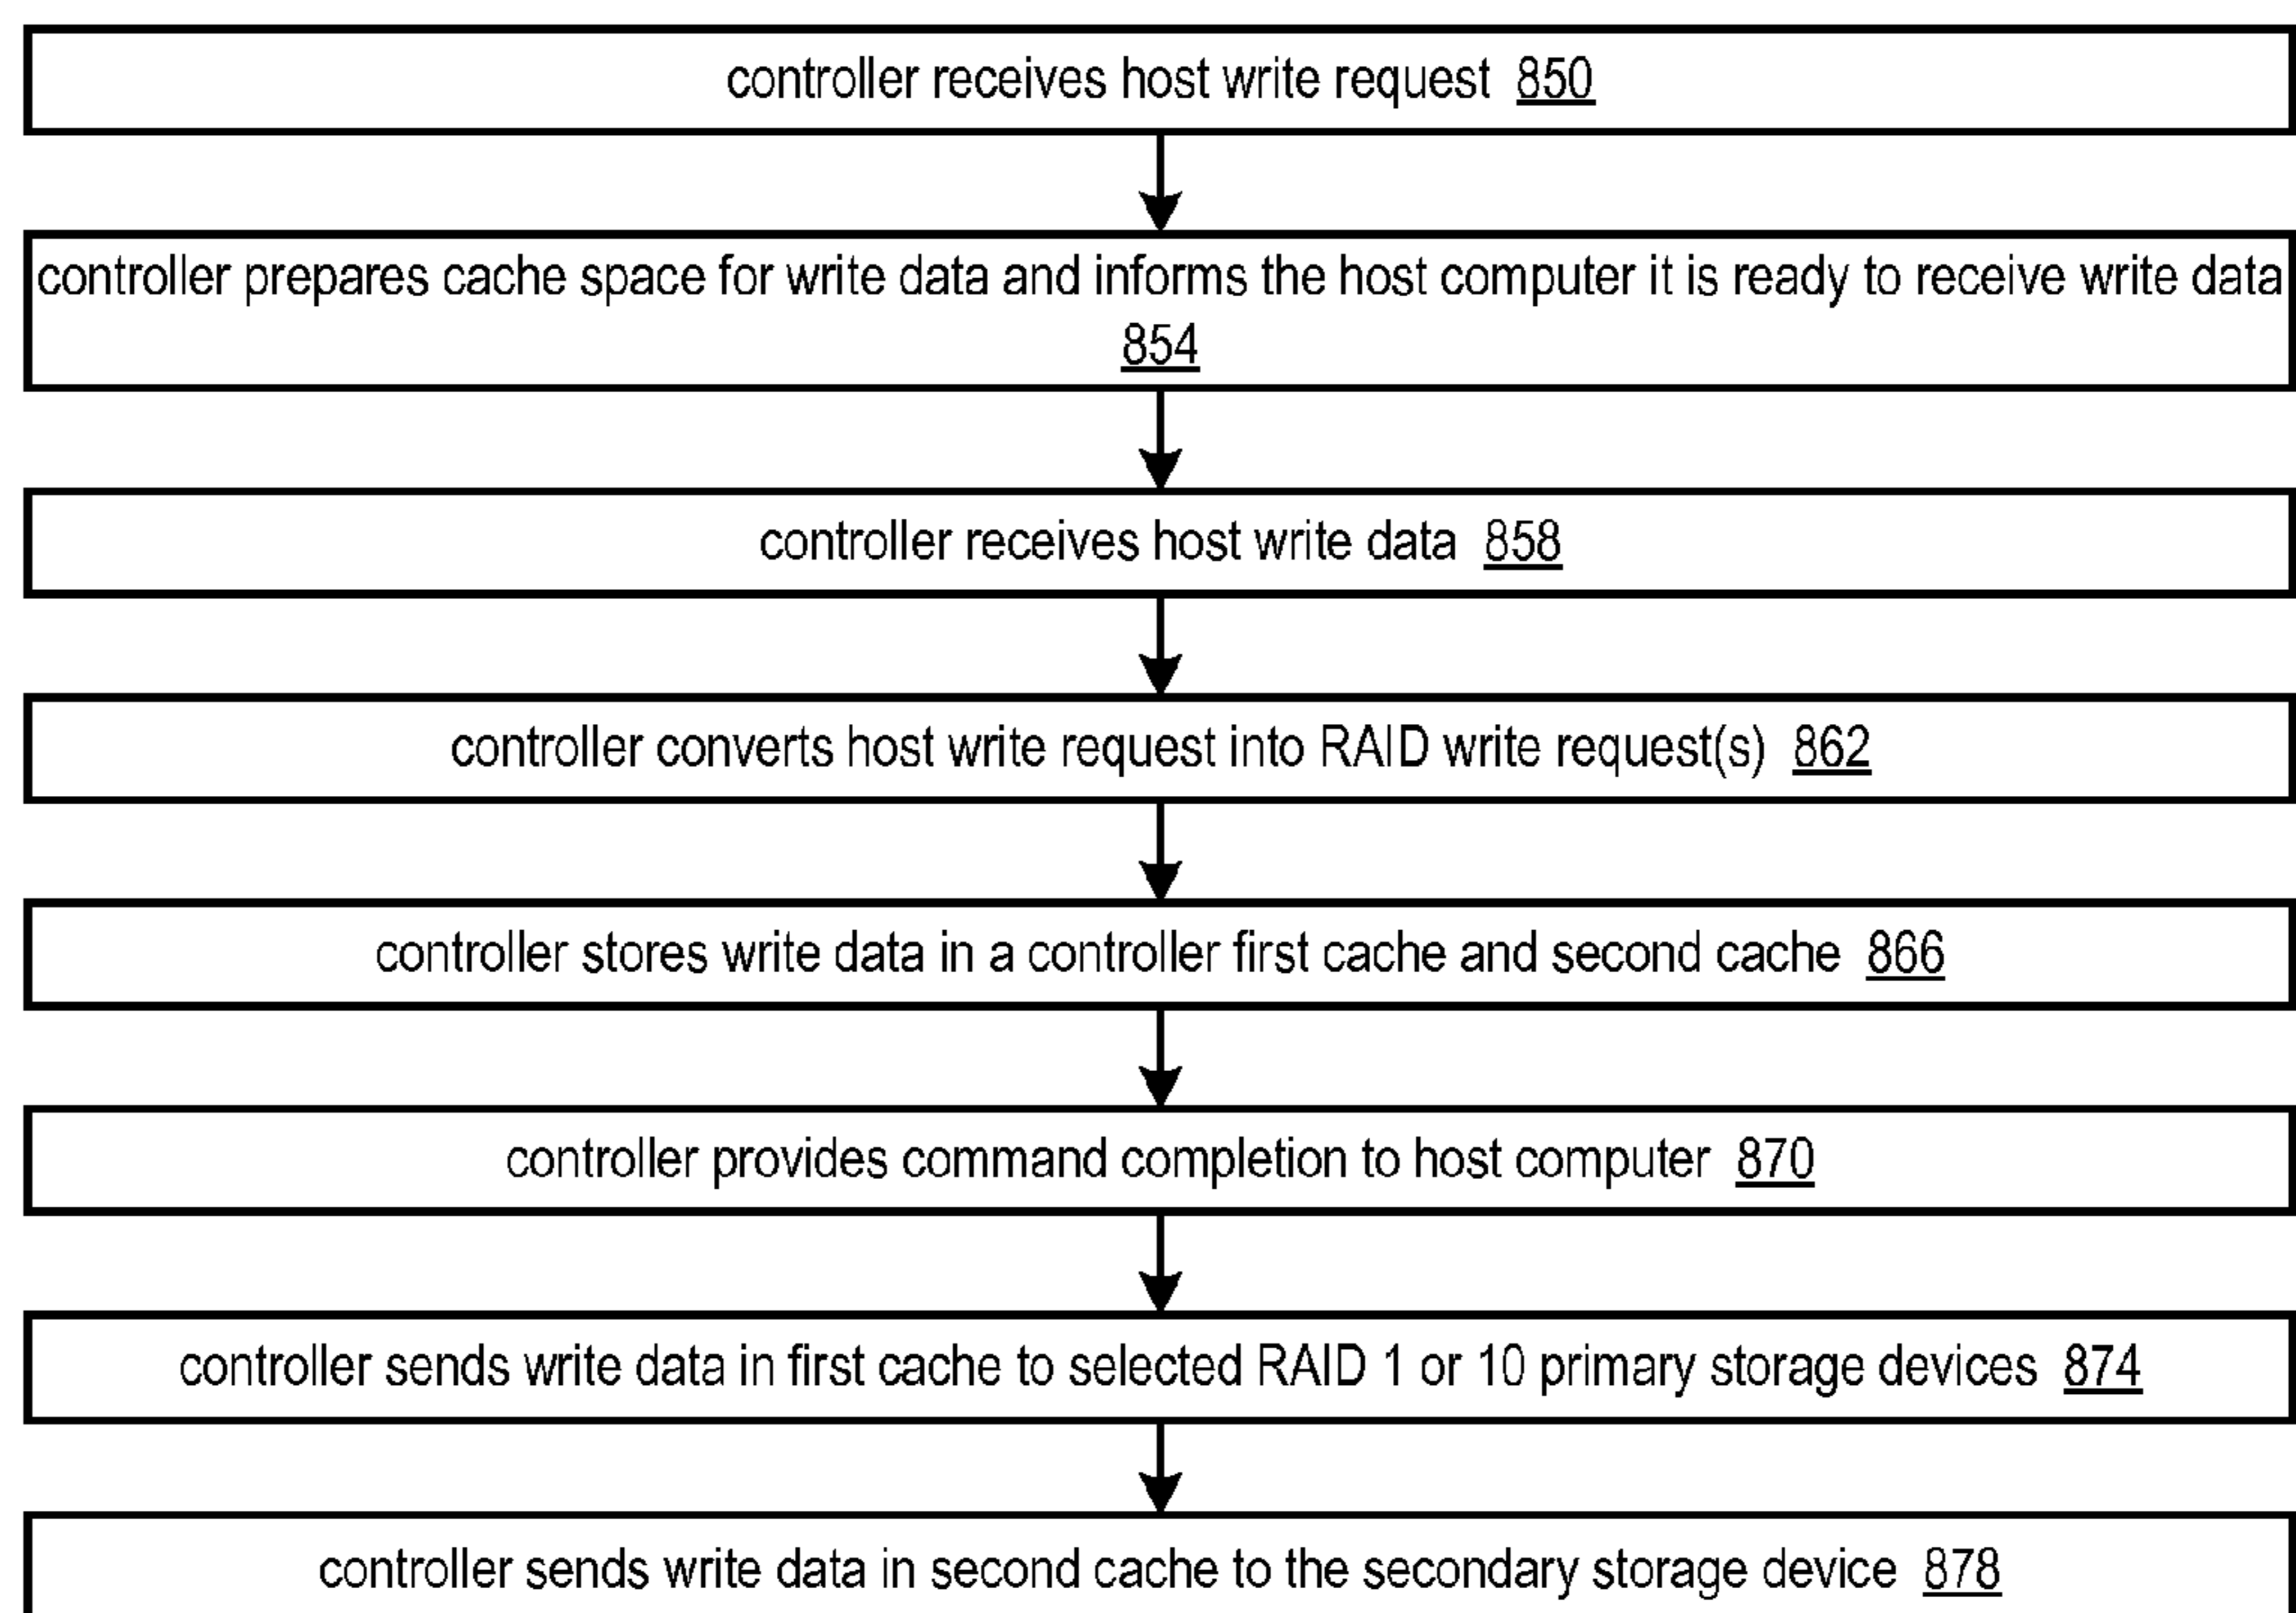 controller receives host write request 850
controller prepares cache space for write data and informs the host computer it is ready to receive write data
854
controller receives host write data 858
controller converts host write request into RAID write request(s) 862
controller stores write data in a controller first cache and second cache 866
controller provides command completion to host computer 870
controller sends write data in first cache to selected RAID 1 or 10 primary storage devices 874
controller sends write data in second cache to the secondary storage device 878